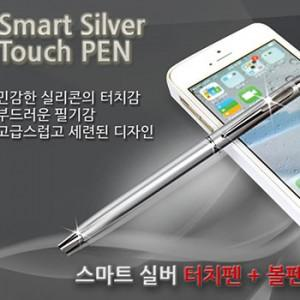 Smart Silver
Touch PEN
민감한 실리콘의 터치감
부드러운 필기감
고급스럽고 세련된 디자인
스마트 실버 터치펜 + 볼펜